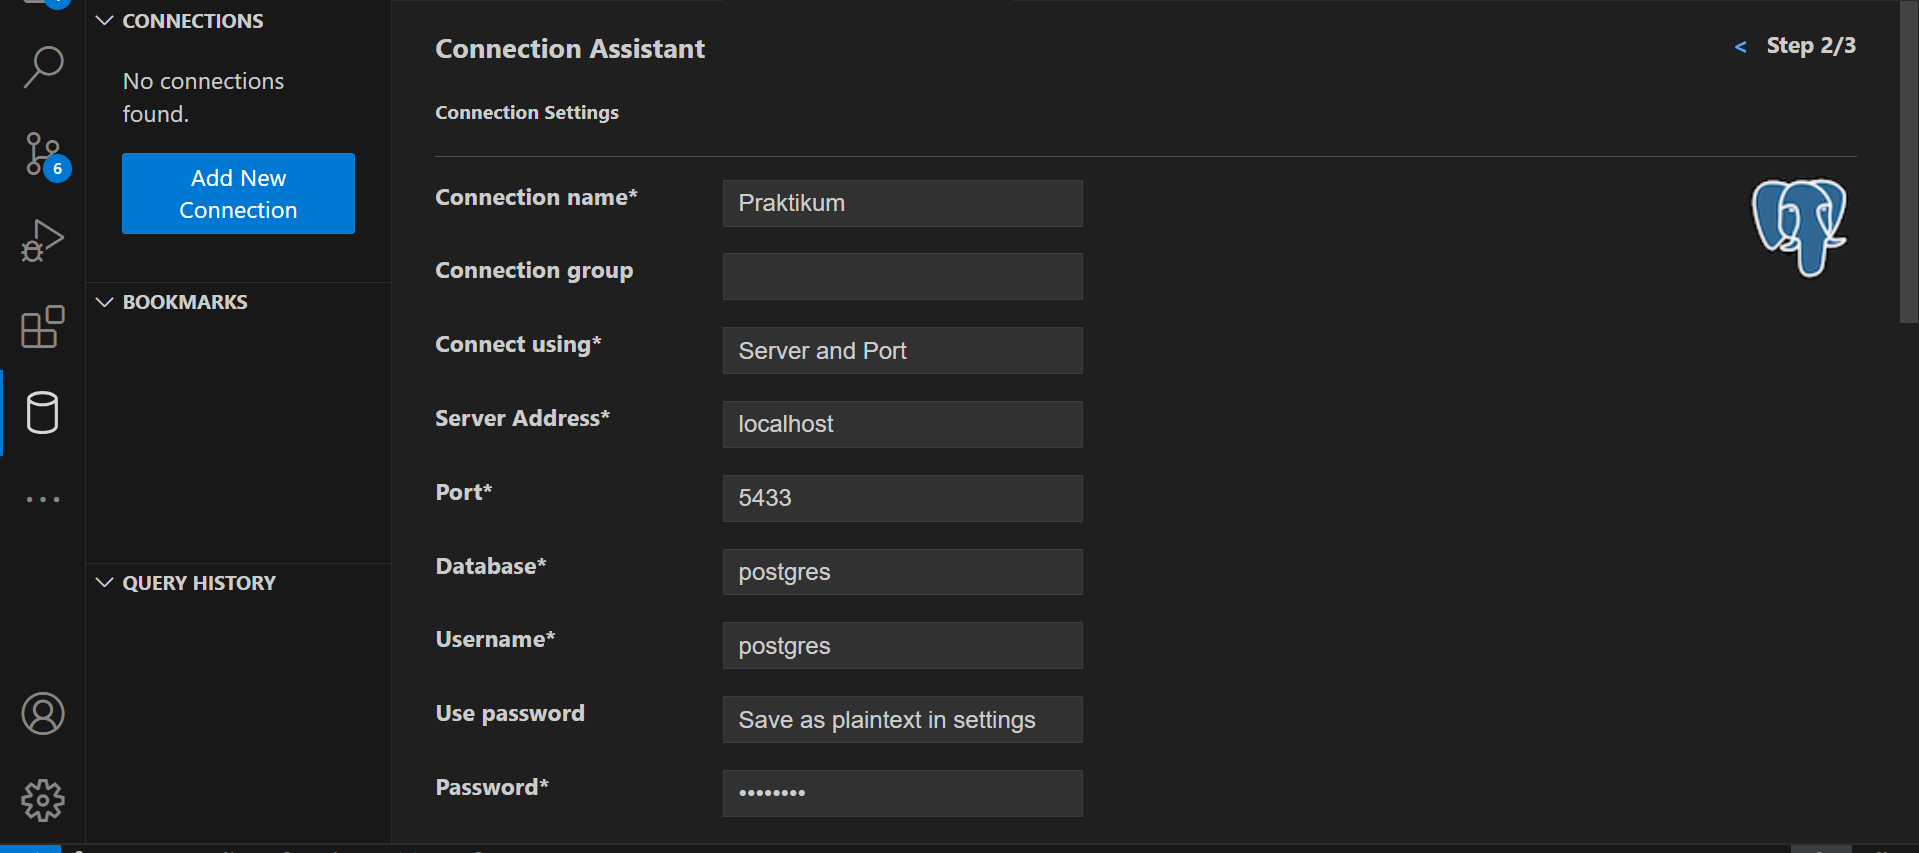 CONNECTIONS
No connections
found.
Add New
Connection
6
BOOKMARKS
QUERY HISTORY
Connection Assistant
< Step 2/3
Connection Settings
Connection name* Praktikum
Connection group
Connect using* Server and Port
Server Address* localhost
Port* 5433
Database* postgres
Username* postgres
Use password Save as plaintext in settings
Password* ••••••••